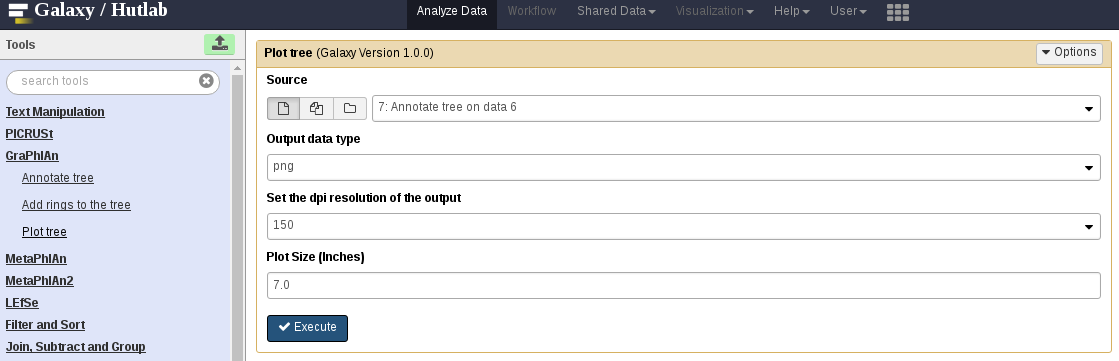 Galaxy / Hutlab
Analyze Data Workflow Shared Data Visualization Help User
Tools
search tools
Text Manipulation
PICRUSt
GraPhlAn
Annotate tree
Add rings to the tree
Plot tree
MetaPhlAn
MetaPhlAn2
LEfSe
Filter and Sort
Join, Subtract and Group
Plot tree (Galaxy Version 1.0.0)
Options
Source
7: Annotate tree on data 6
Output data type
png
Set the dpi resolution of the output
150
Plot Size (Inches)
7.0
Execute